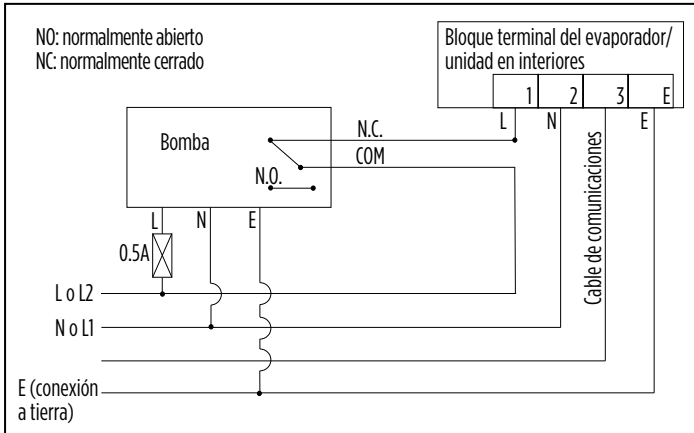 NO: normalmente abierto
NC: normalmente cerrado
Bloque terminal del evaporador/
unidad en interiores
1 2 3 E
L N E
Bomba
N.C.
COM
N.O.
L N E
0.5A
Cable de comunicaciones
L o L2
N o L1
E (conexión
a tierra)